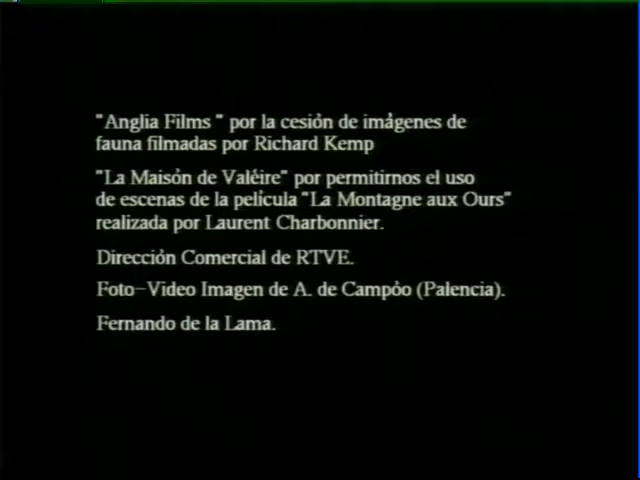 "Anglia Films " por la cesión de imágenes de
fauna filmadas por Richard Kemp
"La Maisón de Valéire" por permitirnos el uso
de escenas de la película "La Montagne aux Ours"
realizada por Laurent Charbonnier.
Dirección Comercial de RTVE.
Foto-Video Imagen de A. de Campóo (Palencia).
Fernando de la Lama.